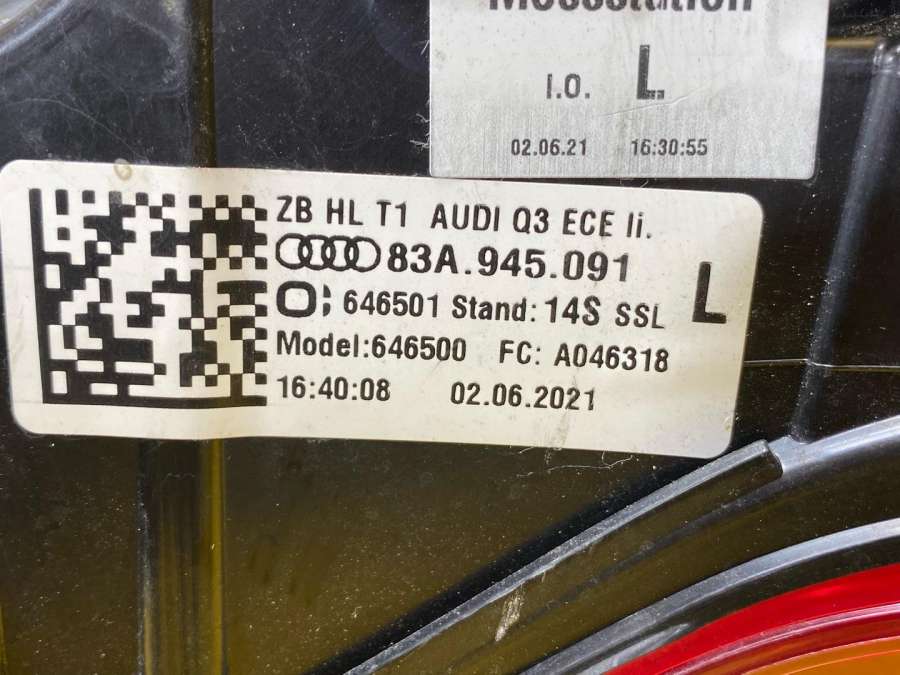 Messstation
I.O. L
02.06.21 16:30:55
ZB HL T1 AUDI Q3 ECE li.
83A.945.091
L
O; 646501 Stand: 14S SSL
Model:646500 FC: A046318
16:40:08 02.06.2021